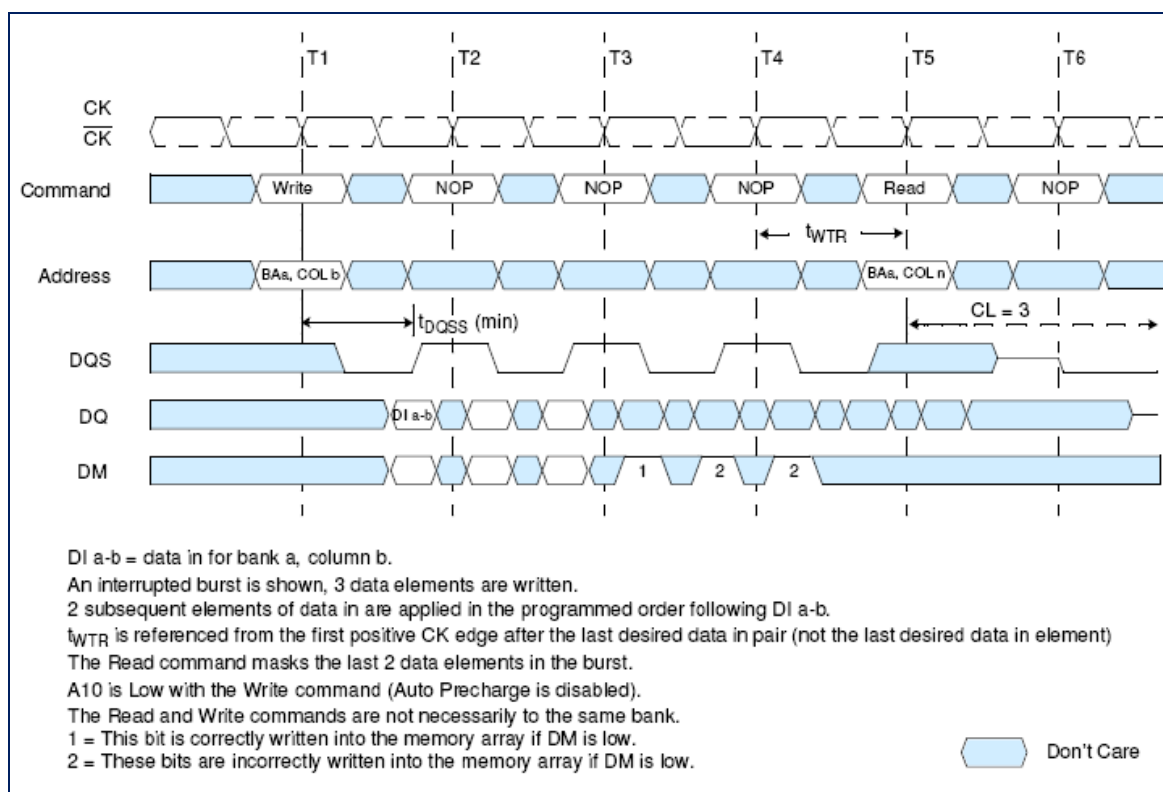 T1 T2 T3 T4 T5 T6
CK
CK
Command Write NOP NOP NOP Read NOP
tWTR
Address BAa, COL b BAa, COL n
tDQSS (min) CL = 3
DQS
DQ DI a-b
DM 1 2 2
DI a-b = data in for bank a, column b.
An interrupted burst is shown, 3 data elements are written.
2 subsequent elements of data in are applied in the programmed order following DI a-b.
tWTR is referenced from the first positive CK edge after the last desired data in pair (not the last desired data in element)
The Read command masks the last 2 data elements in the burst.
A10 is Low with the Write command (Auto Precharge is disabled).
The Read and Write commands are not necessarily to the same bank.
1 = This bit is correctly written into the memory array if DM is low.
2 = These bits are incorrectly written into the memory array if DM is low.
Don't Care